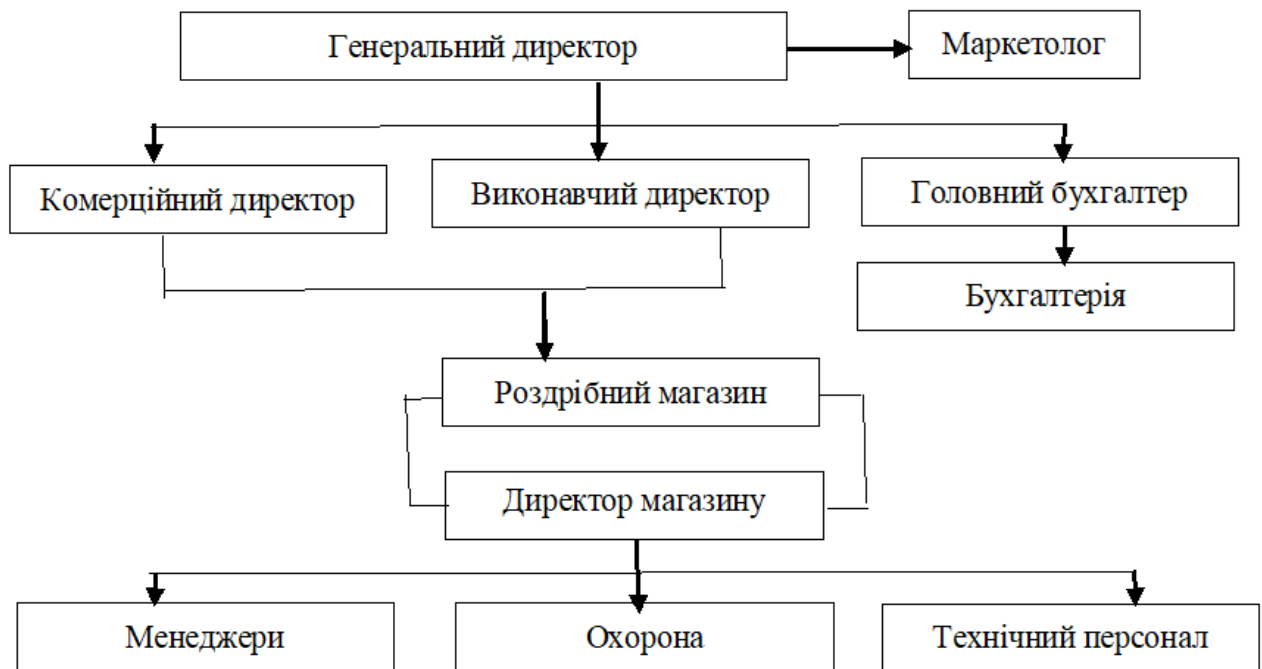 Генеральний директор
Маркетолог
Комерційний директор
Виконавчий директор
Головний бухгалтер
Бухгалтерія
Роздрібний магазин
Директор магазину
Менеджери
Охорона
Технічний персонал